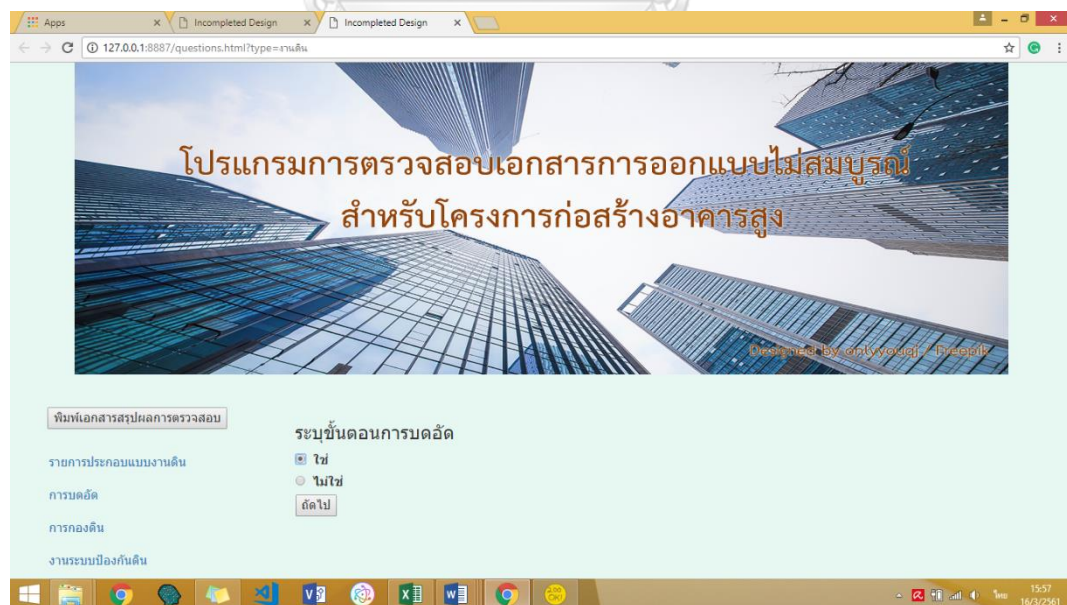 Apps
Incompleted Design
Incompleted Design
127.0.0.1:8887/questions.html?type=งานดิน
โปรแกรมการตรวจสอบเอกสารการออกแบบไม่สมบูรณ์
สำหรับโครงการก่อสร้างอาคารสูง
Designed by onlyyouqj / Freepik
พิมพ์เอกสารสรุปผลการตรวจสอบ
ระบุขั้นตอนการบดอัด
รายการประกอบแบบงานดิน
ใช่
ไม่ใช่
การบดอัด
ถัดไป
การกองดิน
งานระบบป้องกันดิน
ไทย
15:57
16/3/2561